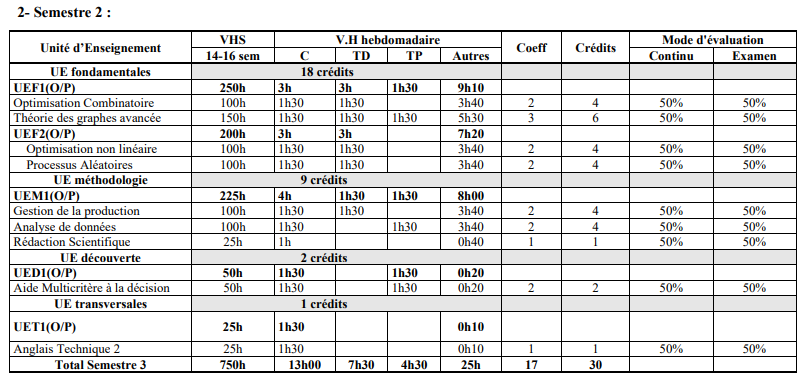 2- Semestre 2 :
Unité d'Enseignement VHS V.H hebdomadaire Coeff Crédits Mode d'évaluation
14-16 sem C TD TP Autres Continu Examen
UE fondamentales 18 crédits
UEF1(O/P) 250h 3h 3h 1h30 9h10
Optimisation Combinatoire 100h 1h30 1h30 3h40 2 4 50% 50%
Théorie des graphes avancée 150h 1h30 1h30 1h30 5h30 3 6 50% 50%
UEF2(O/P) 200h 3h 3h 7h20
Optimisation non linéaire 100h 1h30 1h30 3h40 2 4 50% 50%
Processus Aléatoires 100h 1h30 1h30 3h40 2 4 50% 50%
UE méthodologie 9 crédits
UEM1(O/P) 225h 4h 1h30 1h30 8h00
Gestion de la production 100h 1h30 1h30 3h40 2 4 50% 50%
Analyse de données 100h 1h30 1h30 3h40 2 4 50% 50%
Rédaction Scientifique 25h 1h 0h40 1 1 50% 50%
UE découverte 2 crédits
UED1(O/P) 50h 1h30 1h30 0h20
Aide Multicritère à la décision 50h 1h30 1h30 0h20 2 2 50% 50%
UE transversales 1 crédits
UET1(O/P) 25h 1h30 0h10
Anglais Technique 2 25h 1h30 0h10 1 1 50% 50%
Total Semestre 3 750h 13h00 7h30 4h30 25h 17 30